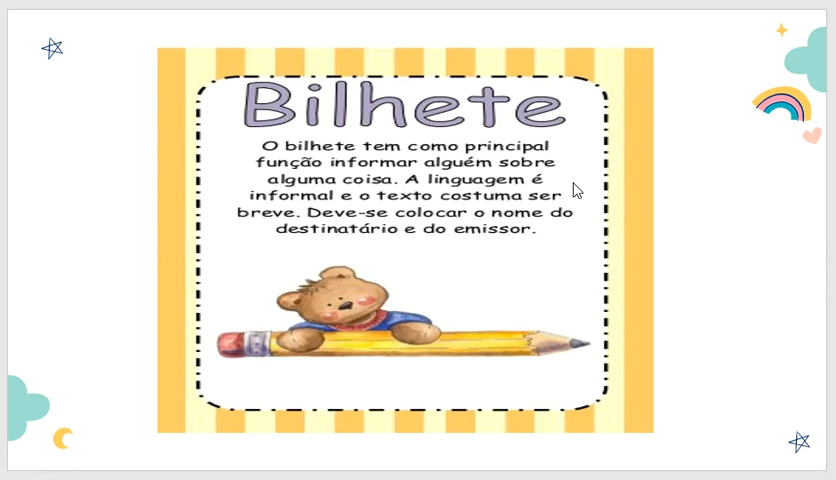 Bilhete
O bilhete tem como principal
função informar alguém sobre
alguma coisa. A linguagem é
informal e o texto costuma ser
breve. Deve-se colocar o nome do
destinatário e do emissor.